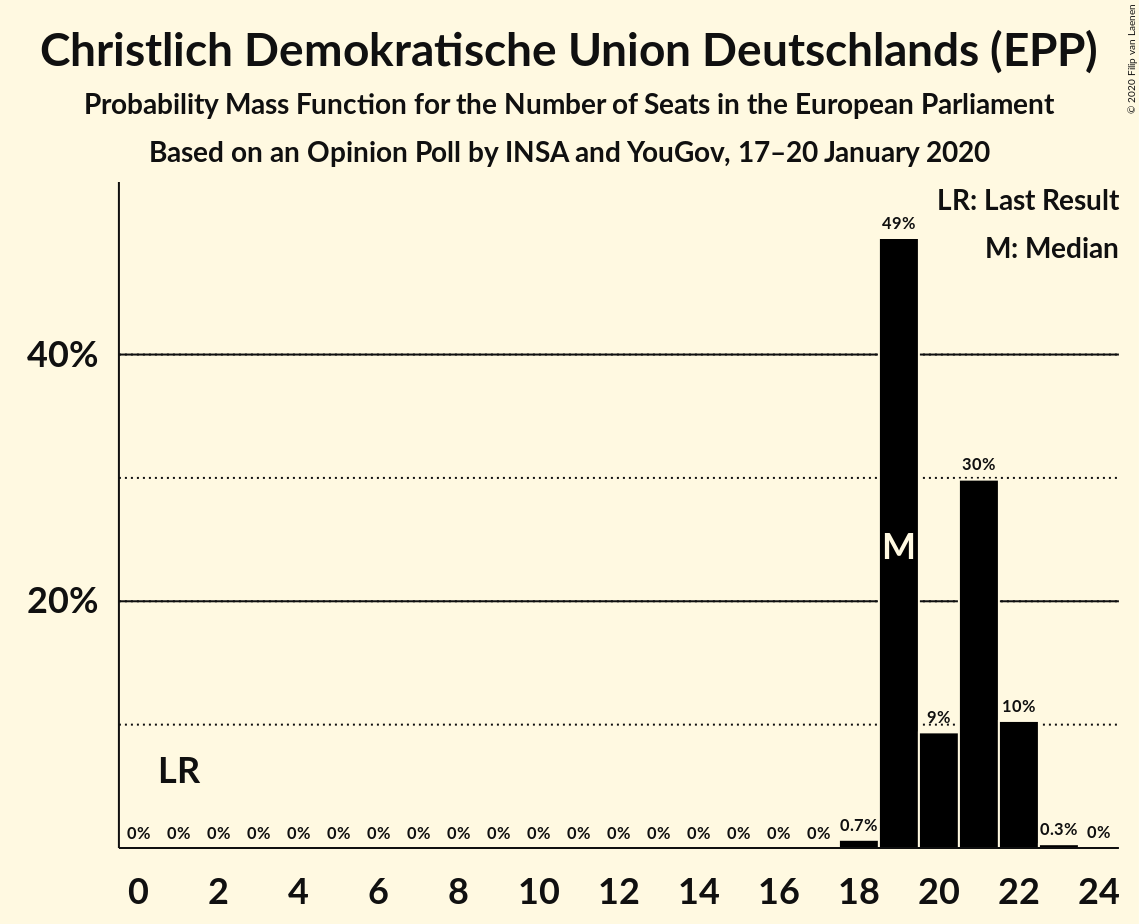 Christlich Demokratische Union Deutschlands (EPP)
Probability Mass Function for the Number of Seats in the European Parliament
Based on an Opinion Poll by INSA and YouGov, 17–20 January 2020
© 2020 Filip van Laenen
LR: Last Result
M: Median
49%
40%
30%
M
20%
9%
10%
LR
0% 0% 0% 0% 0% 0% 0% 0% 0% 0% 0% 0% 0% 0% 0% 0% 0% 0% 0.7% 0.3% 0%
0 2 4 6 8 10 12 14 16 18 20 22 24